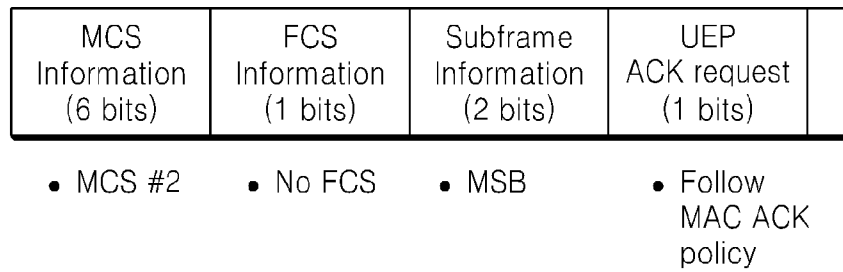 MCS
Information
(6 bits)
FCS
Information
(1 bits)
Subframe
Information
(2 bits)
UEP
ACK request
(1 bits)
• MCS #2
• No FCS
• MSB
• Follow
MAC ACK
policy